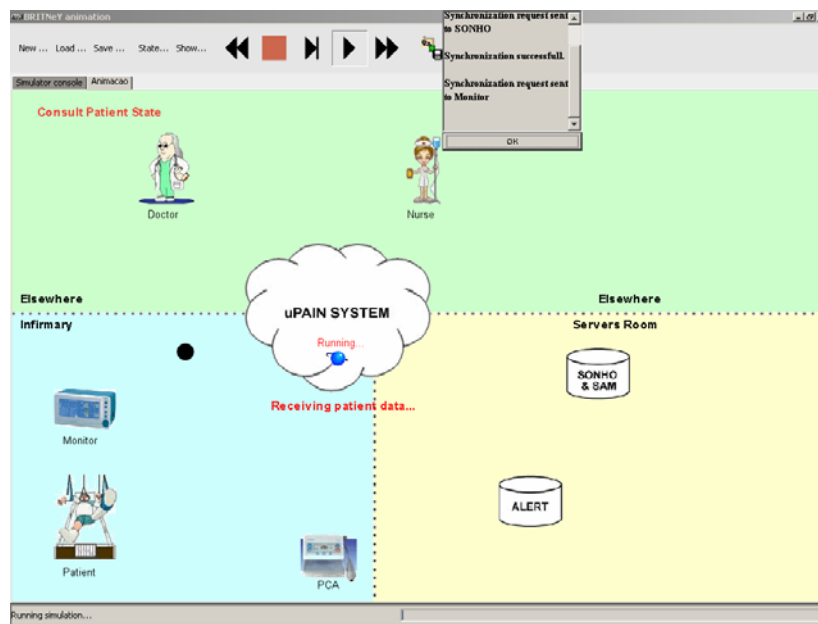 BRITNeY animation
New ... Load ... Save ... State... Show...
Synchronization request sent
to SONHO
Synchronization successfull.
Synchronization request sent
to Monitor
OK
Simulator console Animacao
Consult Patient State
Doctor
Nurse
Elsewhere
Elsewhere
uPAIN SYSTEM
Running...
Infirmary
Servers Room
SONHO
& SAM
Receiving patient data...
Monitor
ALERT
Patient
PCA
Running simulation...